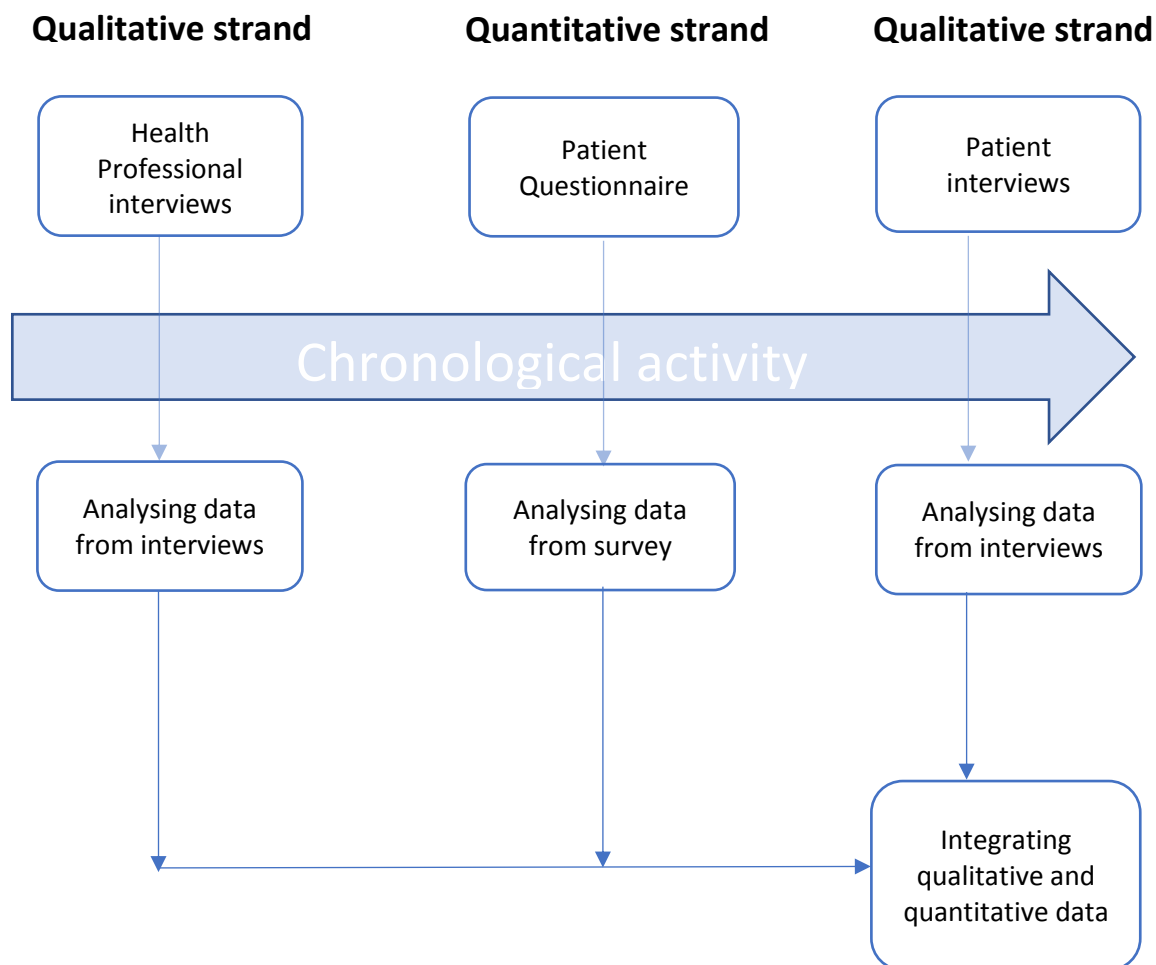 Qualitative strand
Quantitative strand
Qualitative strand
Health
Professional
interviews
Patient
Questionnaire
Patient
interviews
Chronological activity
Analysing data
from interviews
Analysing data
from survey
Analysing data
from interviews
Integrating
qualitative and
quantitative data